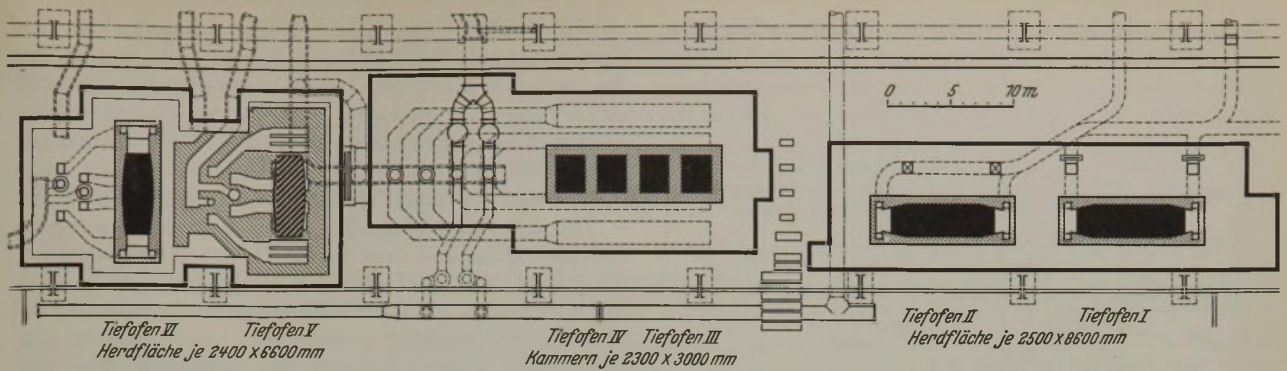 0 5 10 m
Tiefofen VI Tiefofen V
Herdfläche je 2400 x 6600 mm
Tiefofen IV Tiefofen III
Kammern je 2300 x 3000 mm
Tiefofen II Tiefofen I
Herdfläche je 2500 x 8600 mm